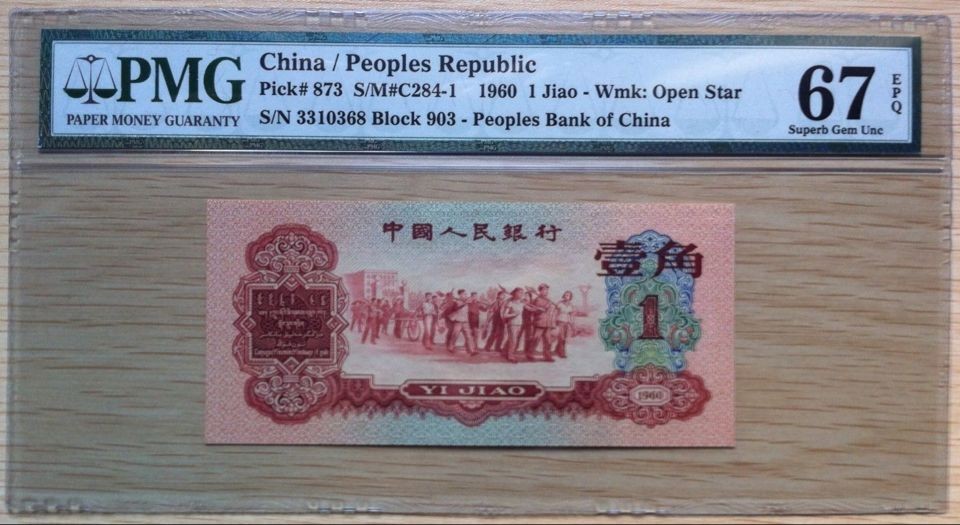 PMG
PAPER MONEY GUARANTY
China / Peoples Republic
Pick# 873 S/M#C284-1 1960 1 Jiao - Wmk: Open Star
S/N 3310368 Block 903 - Peoples Bank of China
67
EPQ
Superb Gem Unc
中國人民銀行
壹角
1
YI JIAO
1960